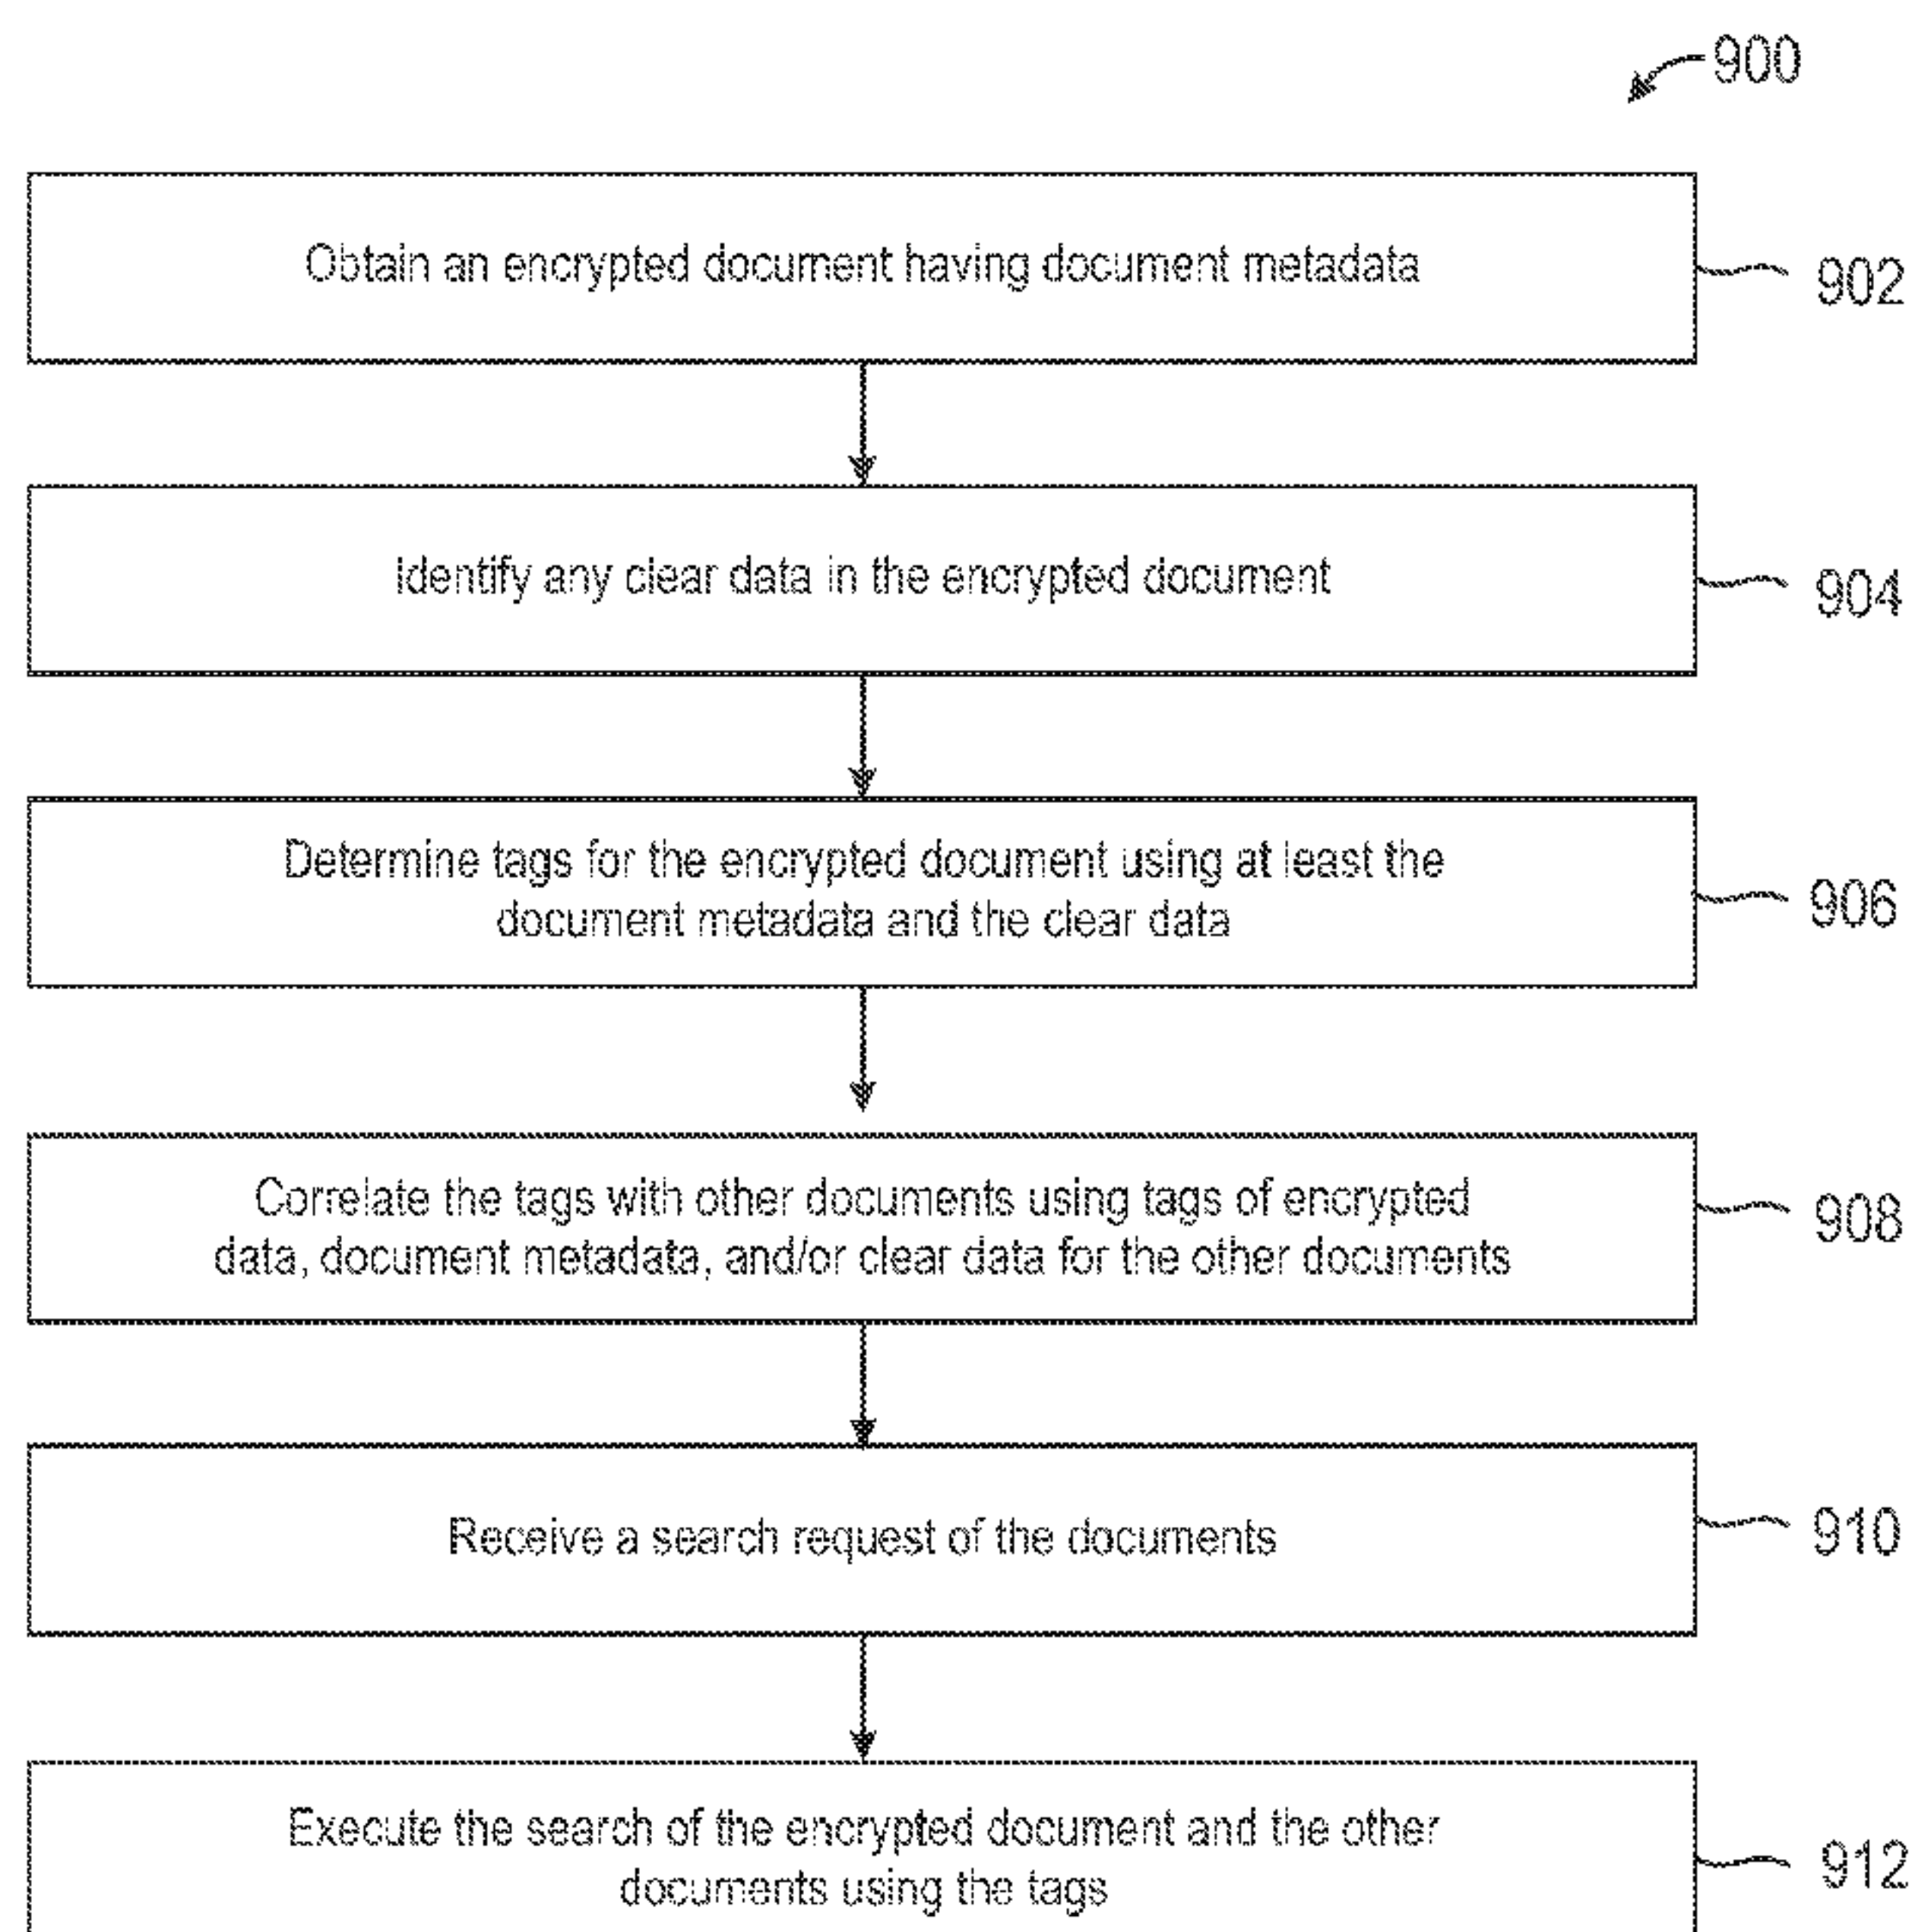 900
Obtain an encrypted document having document metadata
902
Identify any clear data in the encrypted document
904
Determine tags for the encrypted document using at least the
document metadata and the clear data
906
Correlate the tags with other documents using tags of encrypted
data, document metadata, and/or clear data for the other documents
908
Receive a search request of the documents
910
Execute the search of the encrypted document and the other
documents using the tags
912